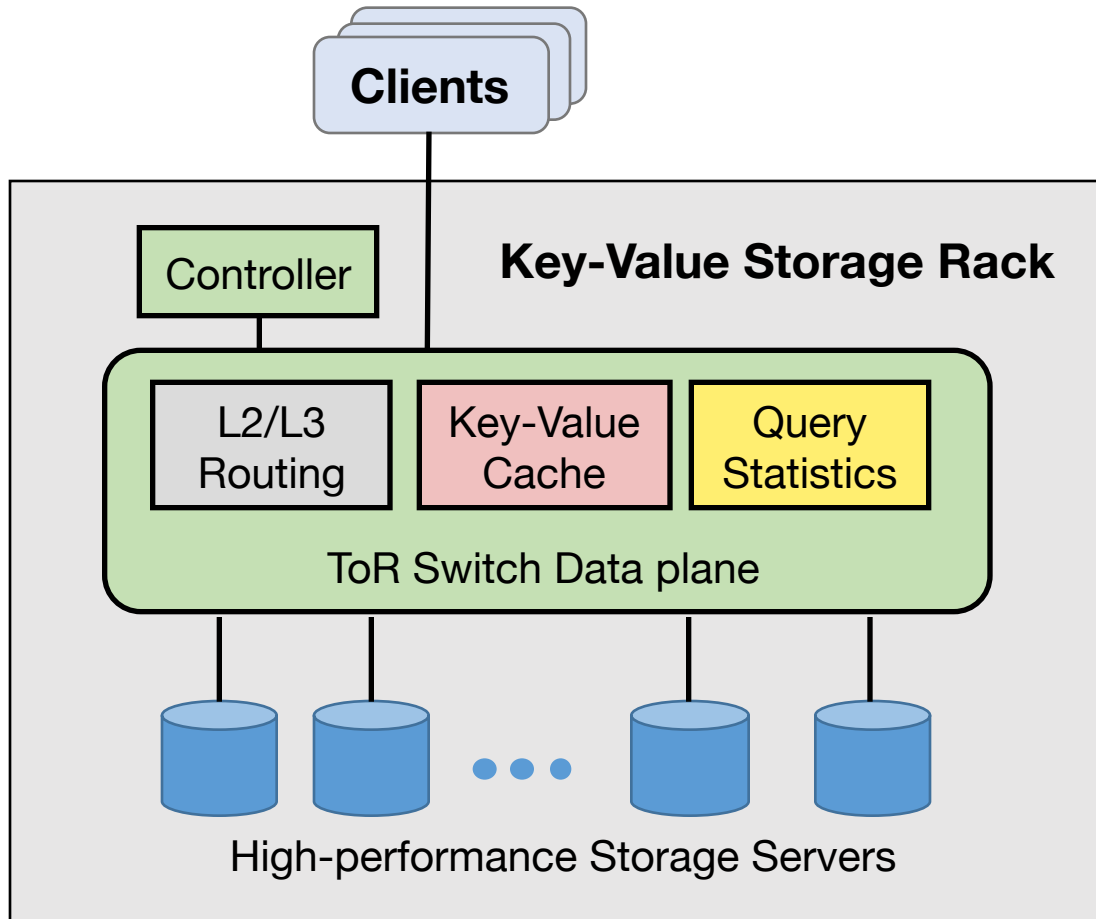 Clients
Key-Value Storage Rack
Controller
L2/L3
Routing
Key-Value
Cache
Query
Statistics
ToR Switch Data plane
High-performance Storage Servers